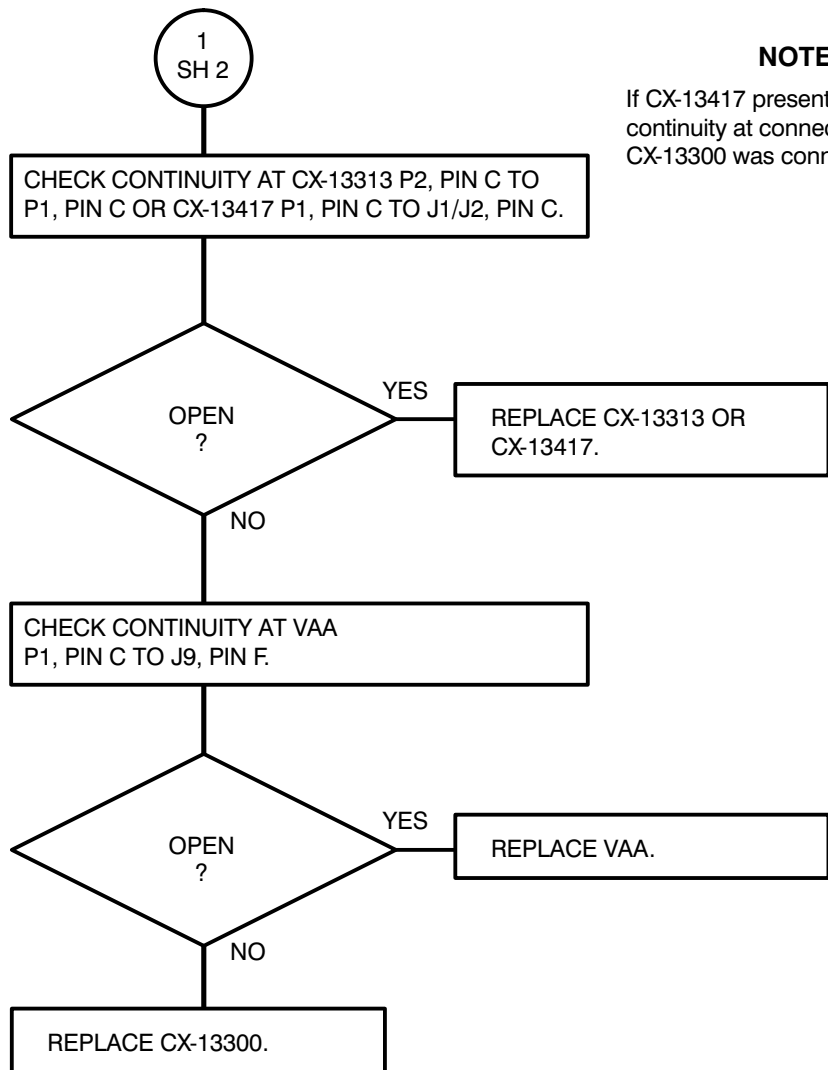 1
SH 2
NOTE
If CX-13417 present
continuity at connec
CX-13300 was conn
CHECK CONTINUITY AT CX-13313 P2, PIN C TO
P1, PIN C OR CX-13417 P1, PIN C TO J1/J2, PIN C.
OPEN
?
YES
REPLACE CX-13313 OR
CX-13417.
NO
CHECK CONTINUITY AT VAA
P1, PIN C TO J9, PIN F.
OPEN
?
YES
REPLACE VAA.
NO
REPLACE CX-13300.